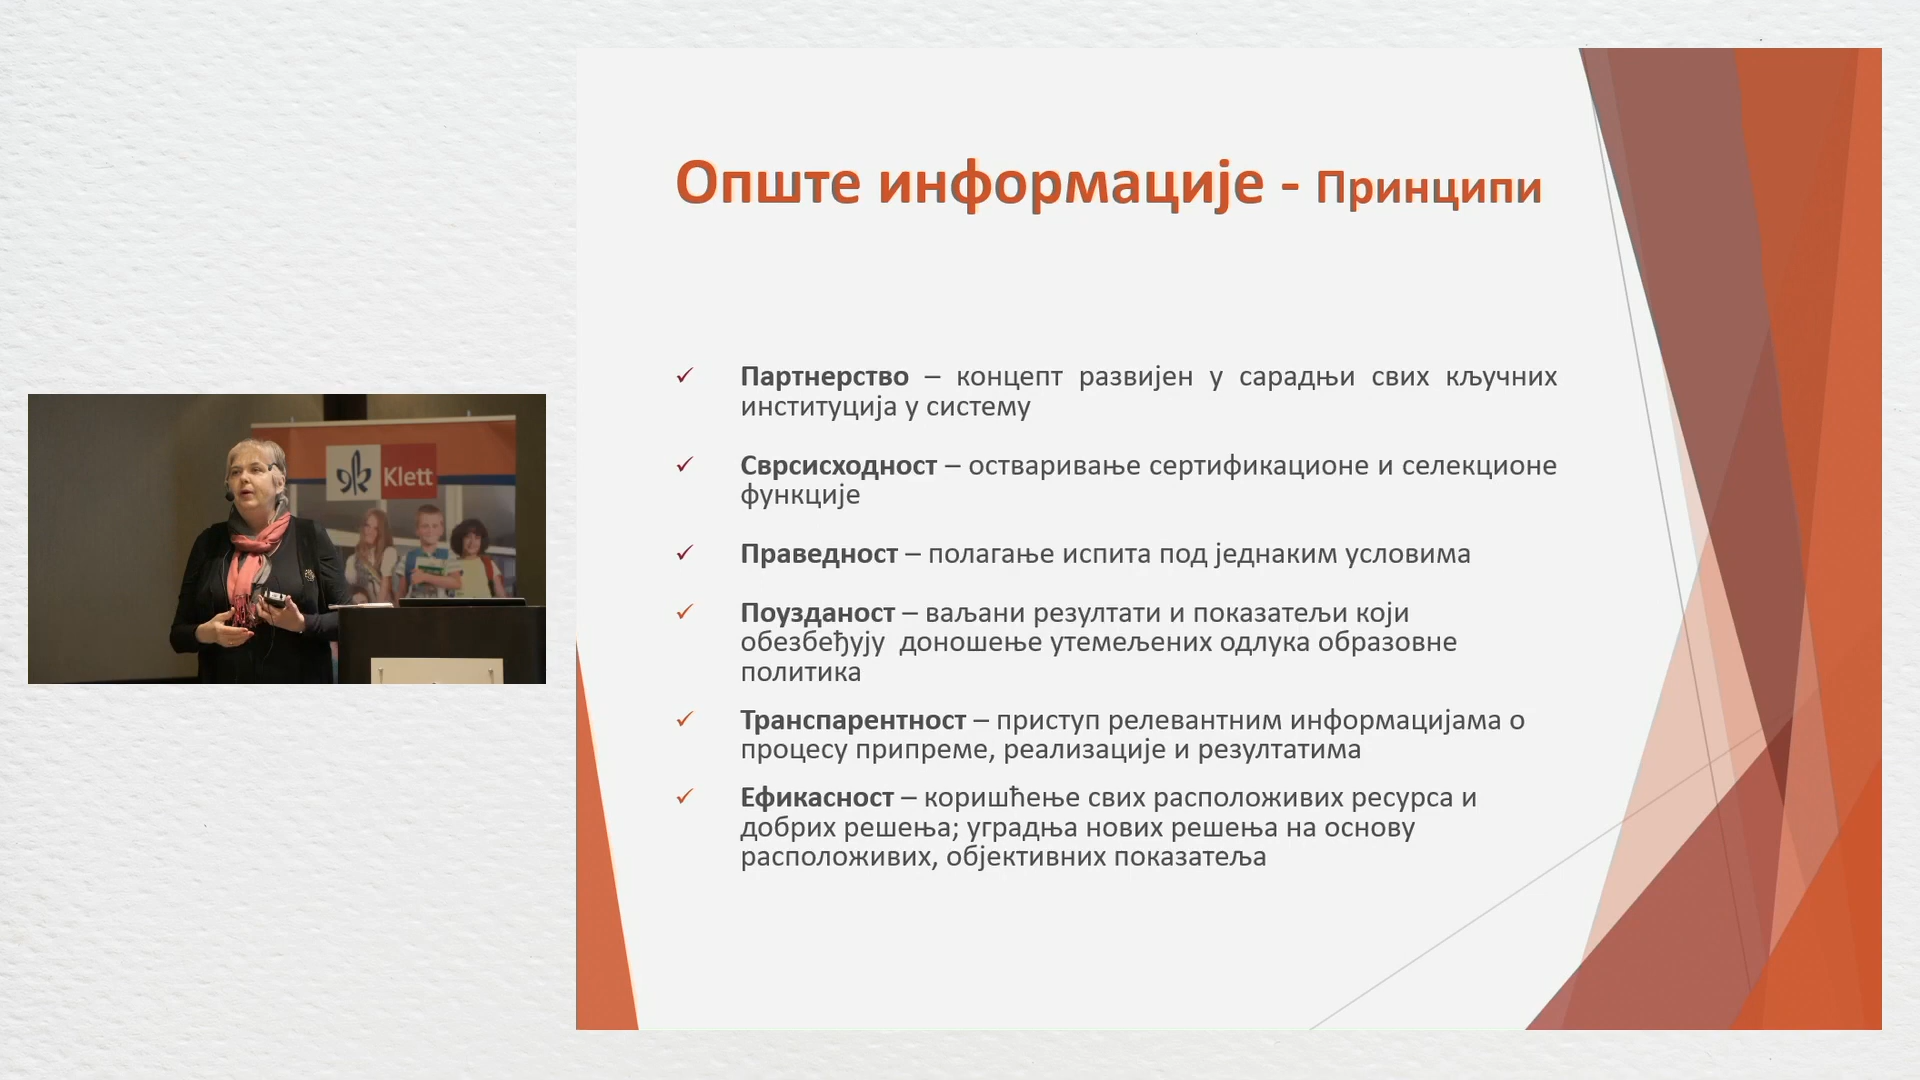 Опште информације - Принципи
Klett
✓ Партнерство – концепт развијен у сарадњи свих кључних
институција у систему
✓ Сврсисходност – остваривање сертификационе и селекционе
функције
✓ Праведност – полагање испита под једнаким условима
✓ Поузданост – ваљани резултати и показатељи који
обезбеђују доношење утемељених одлука образовне
политика
✓ Транспарентност – приступ релевантним информацијама о
процесу припреме, реализације и резултатима
✓ Ефикасност – коришћење свих расположивих ресурса и
добрих решења; уградња нових решења на основу
расположивих, објективних показатеља